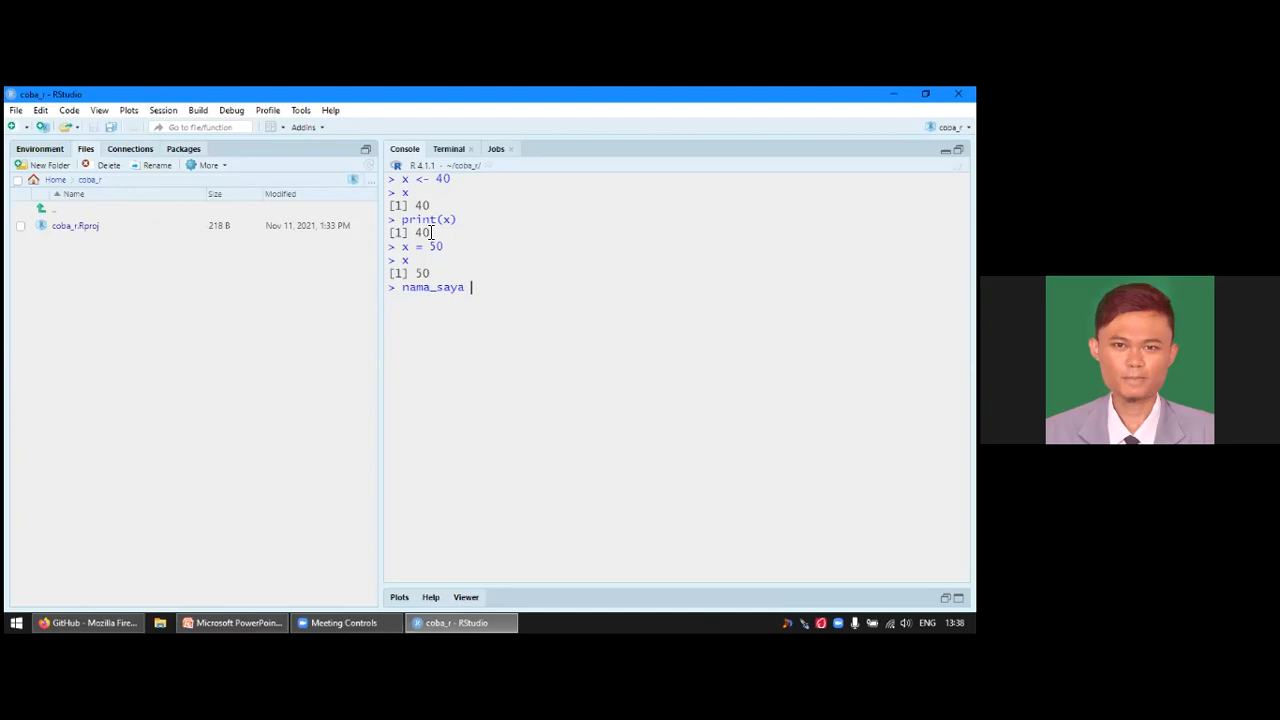 coba_r - RStudio
File Edit Code View Plots Session Build Debug Profile Tools Help
Go to file/function Addins coba_r
Environment Files Connections Packages
New Folder Delete Rename More
Home coba_r ...
Name Size Modified
..
coba_r.Rproj 218 B Nov 11, 2021, 1:33 PM
Console Terminal Jobs
R 4.1.1 · ~/coba_r/
> x <- 40
> x
[1] 40
> print(x)
[1] 40
> x = 50
> x
[1] 50
> nama_saya
Plots Help Viewer
GitHub - Mozilla Fire... Microsoft PowerPoin... Meeting Controls coba_r - RStudio ENG 13:38